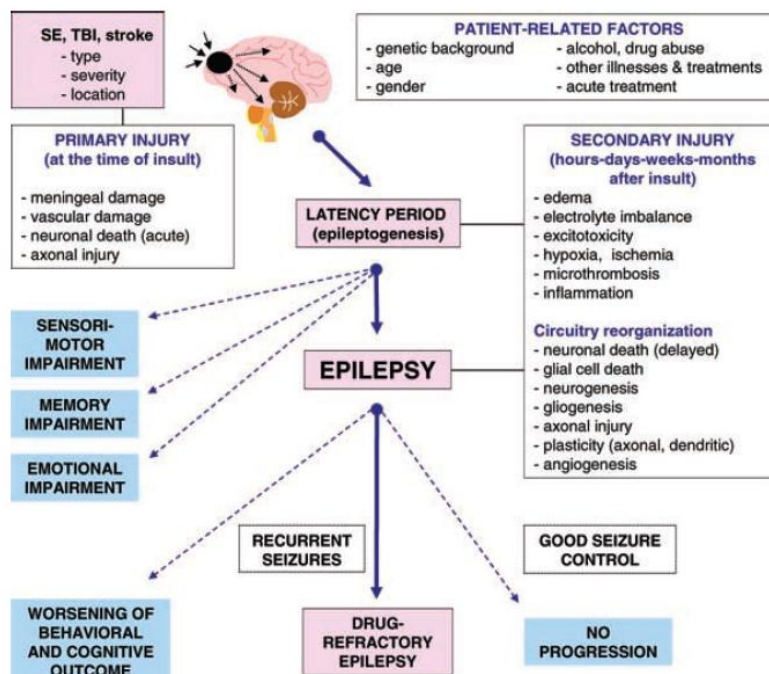 SE, TBI, stroke
- type
- severity
- location
PATIENT-RELATED FACTORS
- genetic background
- age
- gender
- alcohol, drug abuse
- other illnesses & treatments
- acute treatment
PRIMARY INJURY
(at the time of insult)
- meningeal damage
- vascular damage
- neuronal death (acute)
- axonal injury
LATENCY PERIOD
(epileptogenesis)
SECONDARY INJURY
(hours-days-weeks-months
after insult)
- edema
- electrolyte imbalance
- excitotoxicity
- hypoxia, ischemia
- microthrombosis
- inflammation
Circuitry reorganization
- neuronal death (delayed)
- glial cell death
- neurogenesis
- gliogenesis
- axonal injury
- plasticity (axonal, dendritic)
- angiogenesis
SENSORI-
MOTOR
IMPAIRMENT
MEMORY
IMPAIRMENT
EMOTIONAL
IMPAIRMENT
EPILEPSY
RECURRENT
SEIZURES
GOOD SEIZURE
CONTROL
WORSENING OF
BEHAVIORAL
AND COGNITIVE
OUTCOME
DRUG-
REFRACTORY
EPILEPSY
NO
PROGRESSION